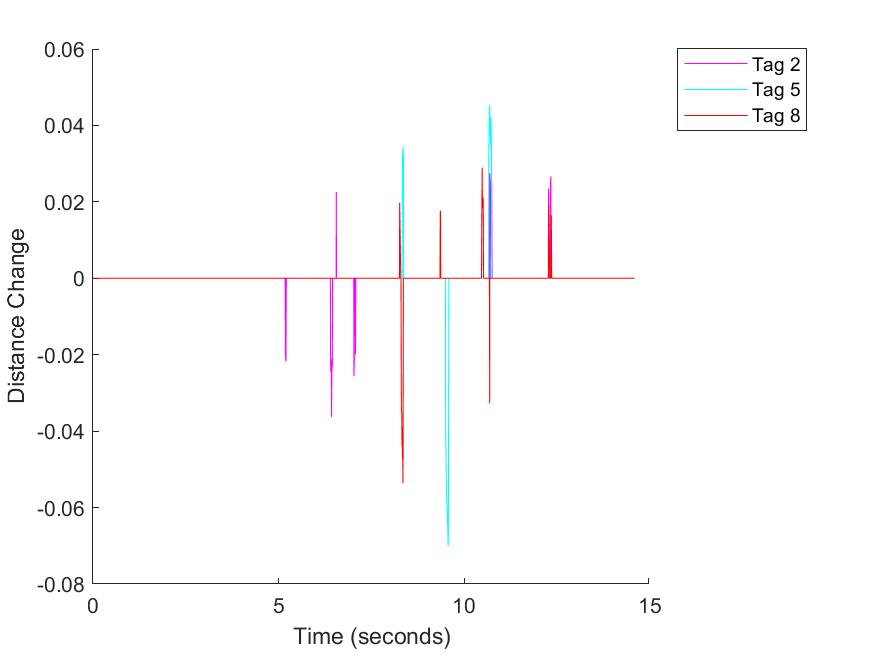 0.06
0.04
0.02
0
-0.02
-0.04
-0.06
-0.08
Distance Change
0 5 10 15
Time (seconds)
Tag 2
Tag 5
Tag 8